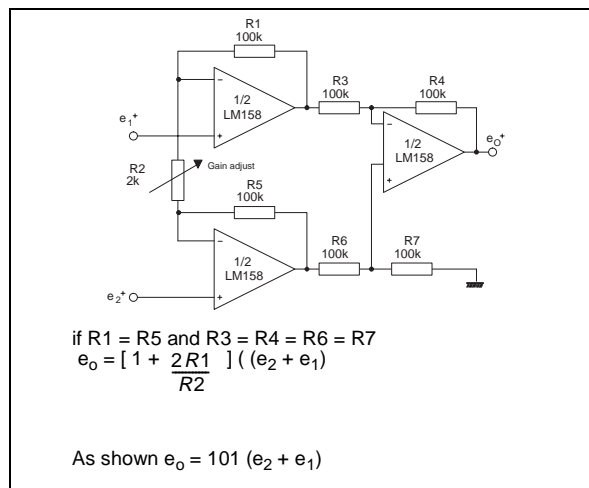 R1
100k
R3
100k
R4
100k
1/2
LM158
e1+
R2
2k
Gain adjust
R5
100k
1/2
LM158
eO+
1/2
LM158
R6
100k
R7
100k
e2+
if R1 = R5 and R3 = R4 = R6 = R7
eo = [ 1 + 2R1/R2 ] ( (e2 + e1)
As shown eo = 101 (e2 + e1)